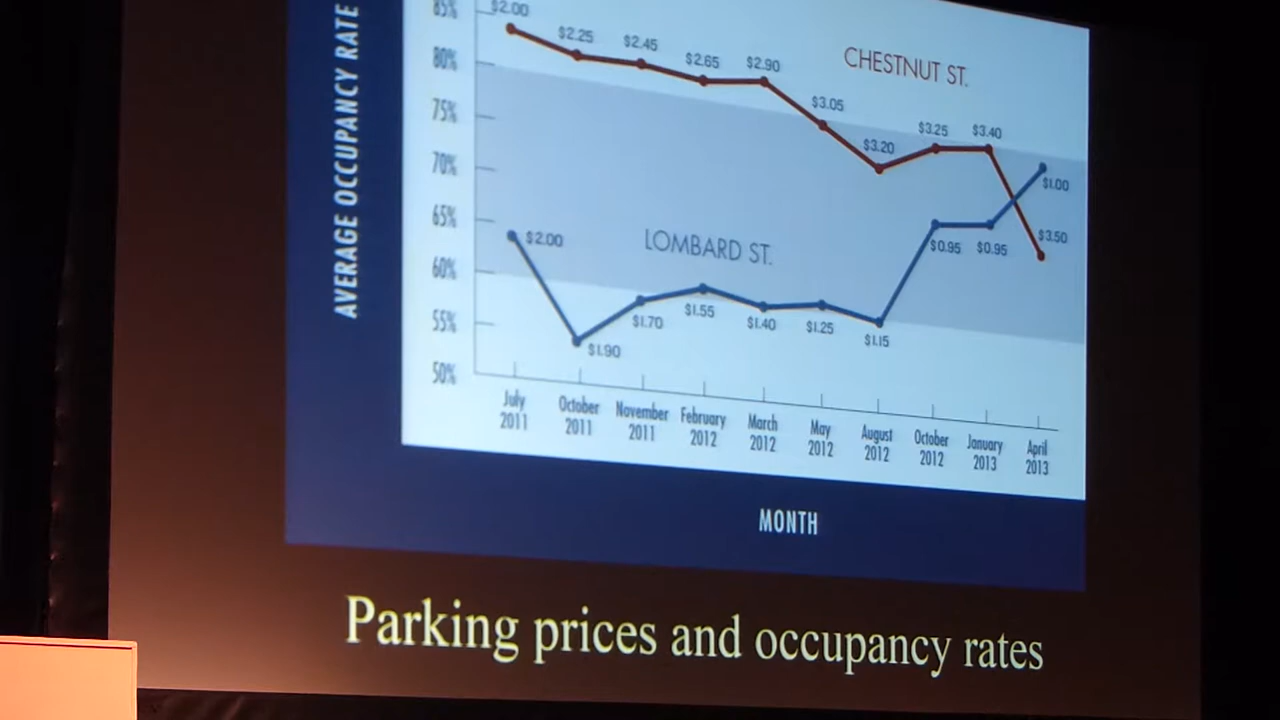 AVERAGE OCCUPANCY RATE
85%
80%
75%
70%
65%
60%
55%
50%
$2.00
$2.25
$2.45
$2.65
$2.90
$3.05
$3.20
$3.25
$3.40
$3.50
CHESTNUT ST.
LOMBARD ST.
$2.00
$1.90
$1.70
$1.55
$1.40
$1.25
$1.15
$0.95
$0.95
$1.00
July 2011
October 2011
November 2011
February 2012
March 2012
May 2012
August 2012
October 2012
January 2013
April 2013
MONTH
Parking prices and occupancy rates